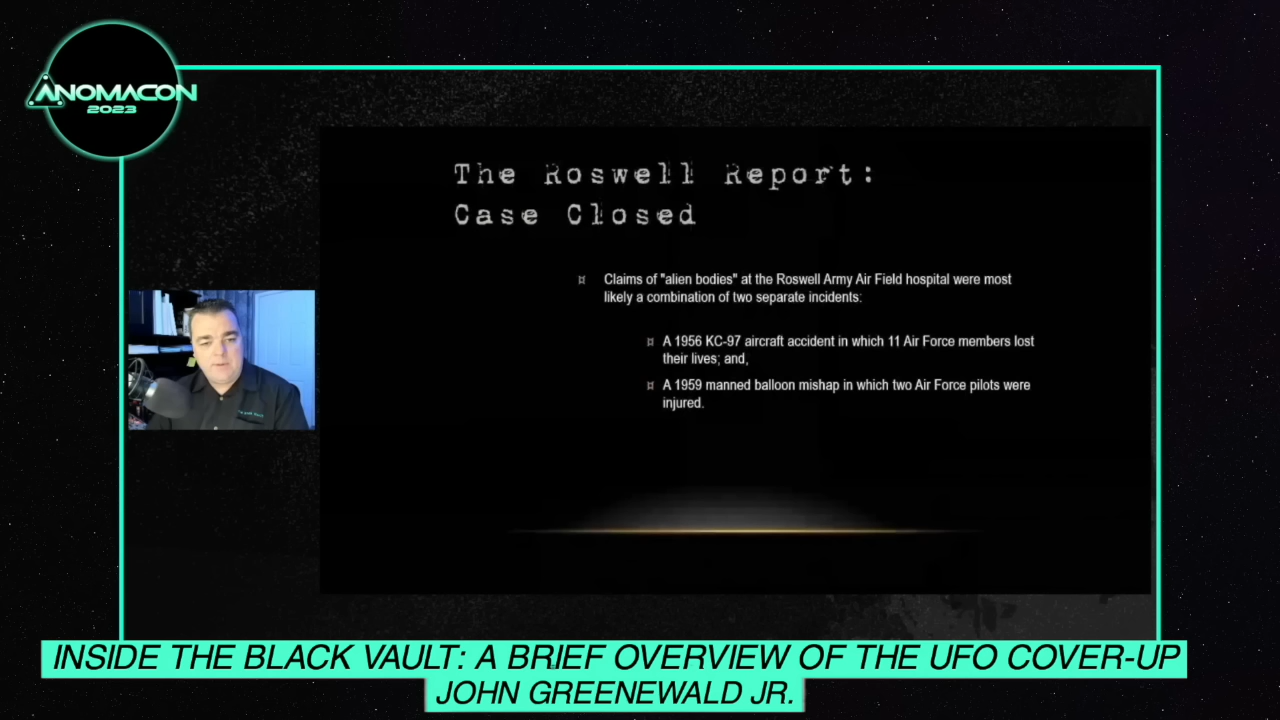 ANOMACON
2023
The Roswell Report:
Case Closed
¤ Claims of "alien bodies" at the Roswell Army Air Field hospital were most
likely a combination of two separate incidents:
¤ A 1956 KC-97 aircraft accident in which 11 Air Force members lost
their lives; and,
¤ A 1959 manned balloon mishap in which two Air Force pilots were
injured.
INSIDE THE BLACK VAULT: A BRIEF OVERVIEW OF THE UFO COVER-UP
JOHN GREENEWALD JR.